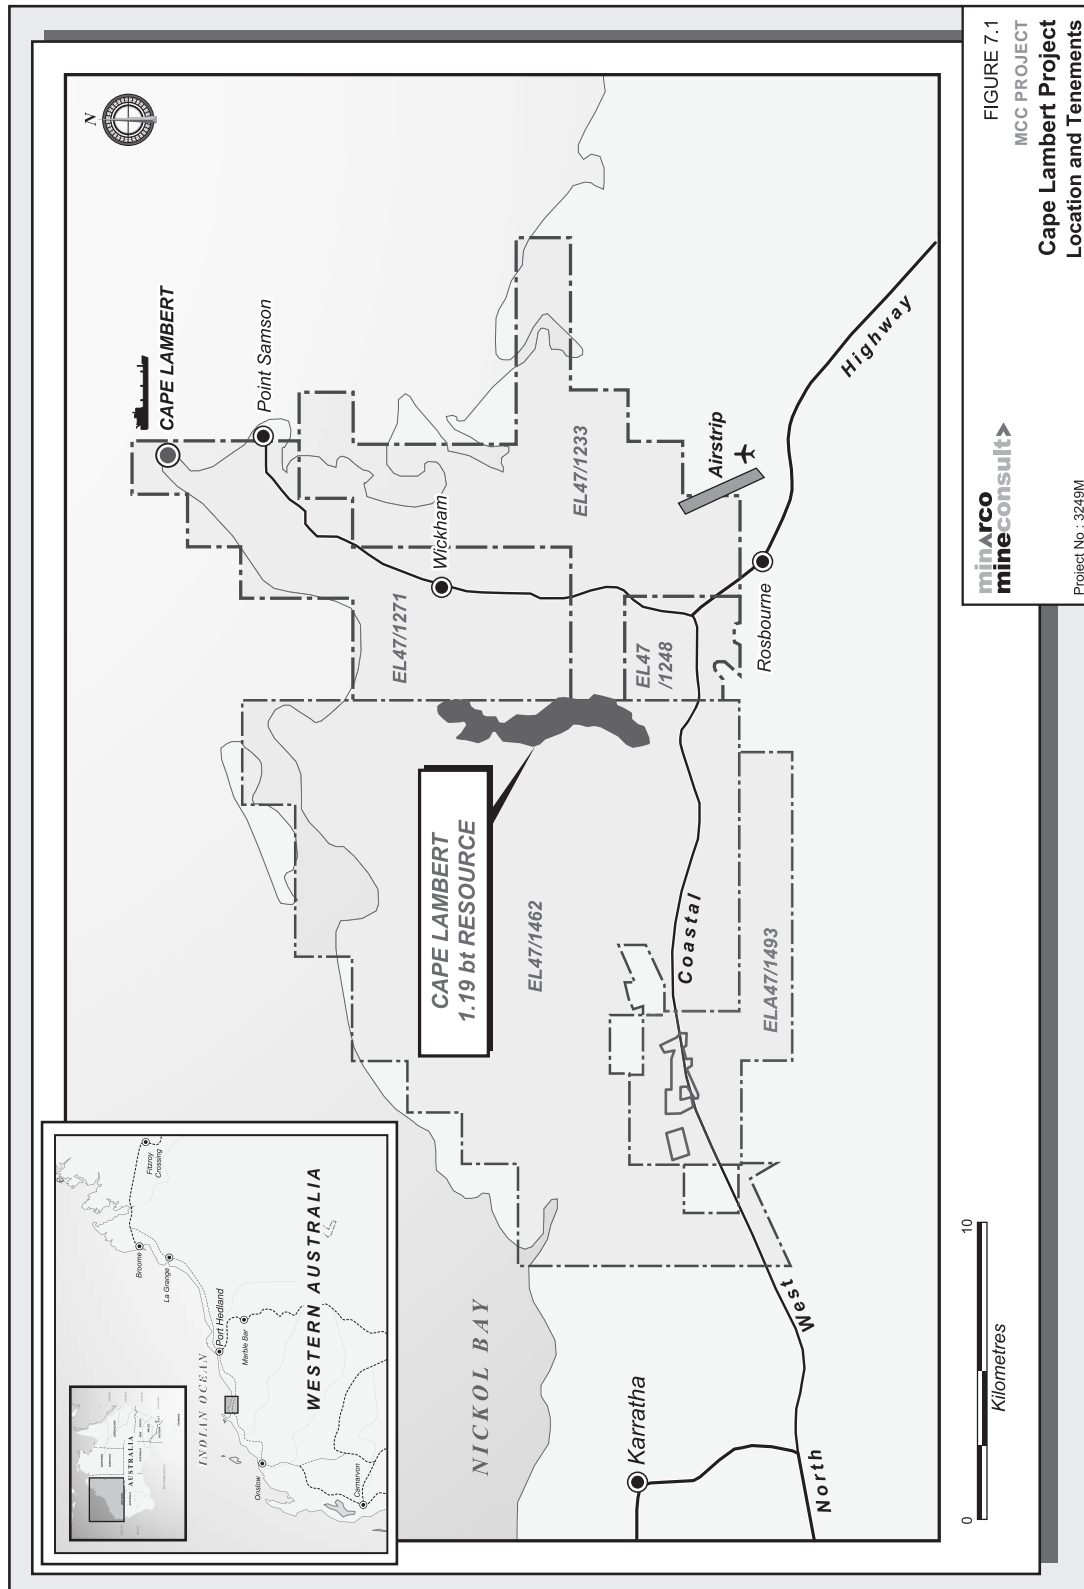 FIGURE 7.1
MCC PROJECT
Cape Lambert Project
Location and Tenements
minarco
mineconsult
Project No : 3249M
N
CAPE LAMBERT
Point Samson
Wickham
EL47/1271
EL47/1233
Airstrip
EL47
/1248
Rosbourne
Highway
CAPE LAMBERT
1.19 bt RESOURCE
EL47/1462
Coastal
ELA47/1493
West
North
NICKOL BAY
Karratha
0
10
Kilometres
AUSTRALIA
INDIAN OCEAN
WESTERN AUSTRALIA
Fitzroy
Crossing
Broome
La Grange
Port Hedland
Marble Bar
Onslow
Carnarvon